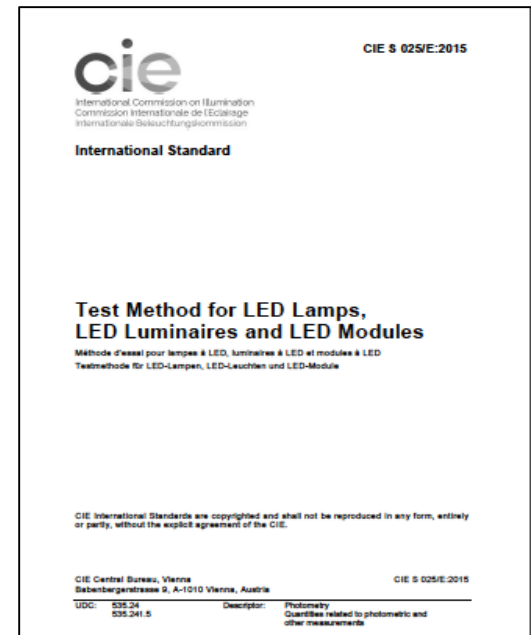 CIE S 025/E:2015
cie
International Commission on Illumination
Commission Internationale de l'Eclairage
Internationale Beleuchtungskommission
International Standard
Test Method for LED Lamps,
LED Luminaires and LED Modules
Méthode d'essai pour lampes à LED, luminaires à LED et modules à LED
Testmethode für LED-Lampen, LED-Leuchten und LED-Module
CIE International Standards are copyrighted and shall not be reproduced in any form, entirely
or partly, without the explicit agreement of the CIE.
CIE Central Bureau, Vienna CIE S 025/E:2015
Babenbergerstrasse 9, A-1010 Vienna, Austria
UDC: 535.24 Descriptor: Photometry
535.241.5 Quantities related to photometric and
other measurements